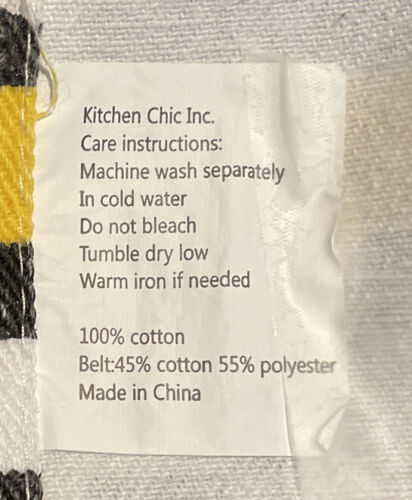 Kitchen Chic Inc.
Care instructions:
Machine wash separately
In cold water
Do not bleach
Tumble dry low
Warm iron if needed
100% cotton
Belt:45% cotton 55% polyester
Made in China